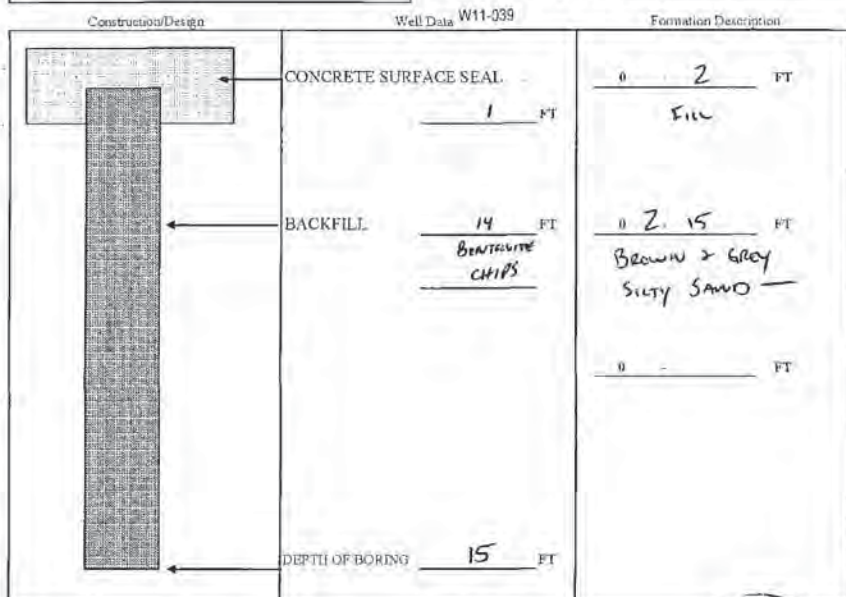 Construction/Design
Well Data W11-039
Formation Description
CONCRETE SURFACE SEAL
1 FT
0 - 2 FT
FILL
BACKFILL
14 FT
BENTONITE
CHIPS
0 2 - 15 FT
BROWN & GREY
SILTY SAND —
0 - FT
DEPTH OF BORING 15 FT